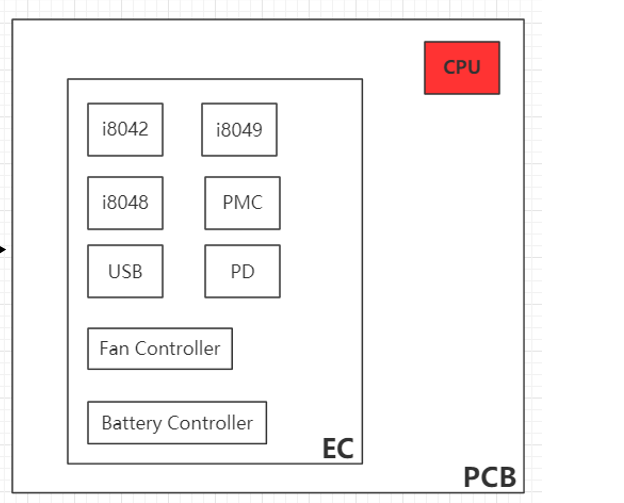 CPU
i8042
i8049
i8048
PMC
USB
PD
Fan Controller
Battery Controller
EC
PCB